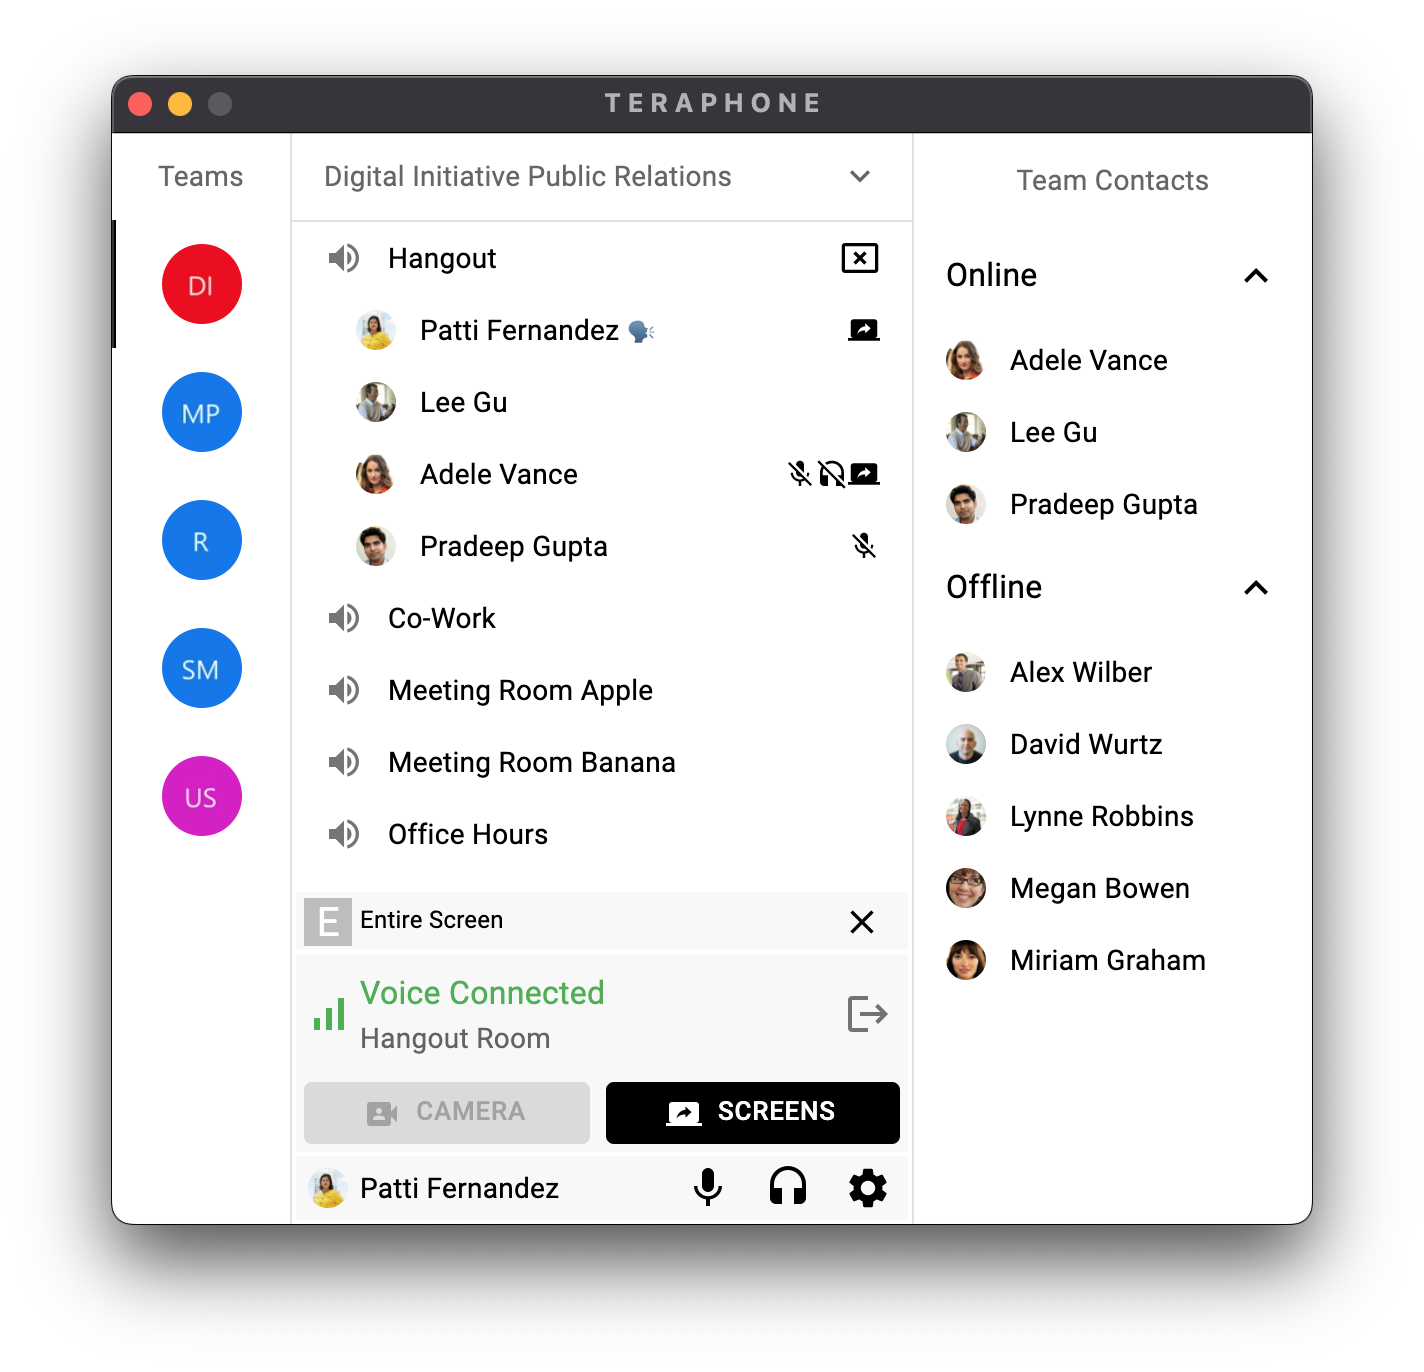 TERAPHONE
Teams
DI
MP
R
SM
US
Digital Initiative Public Relations
Hangout
Patti Fernandez
Lee Gu
Adele Vance
Pradeep Gupta
Co-Work
Meeting Room Apple
Meeting Room Banana
Office Hours
E Entire Screen
Voice Connected
Hangout Room
CAMERA
SCREENS
Patti Fernandez
Team Contacts
Online
Adele Vance
Lee Gu
Pradeep Gupta
Offline
Alex Wilber
David Wurtz
Lynne Robbins
Megan Bowen
Miriam Graham